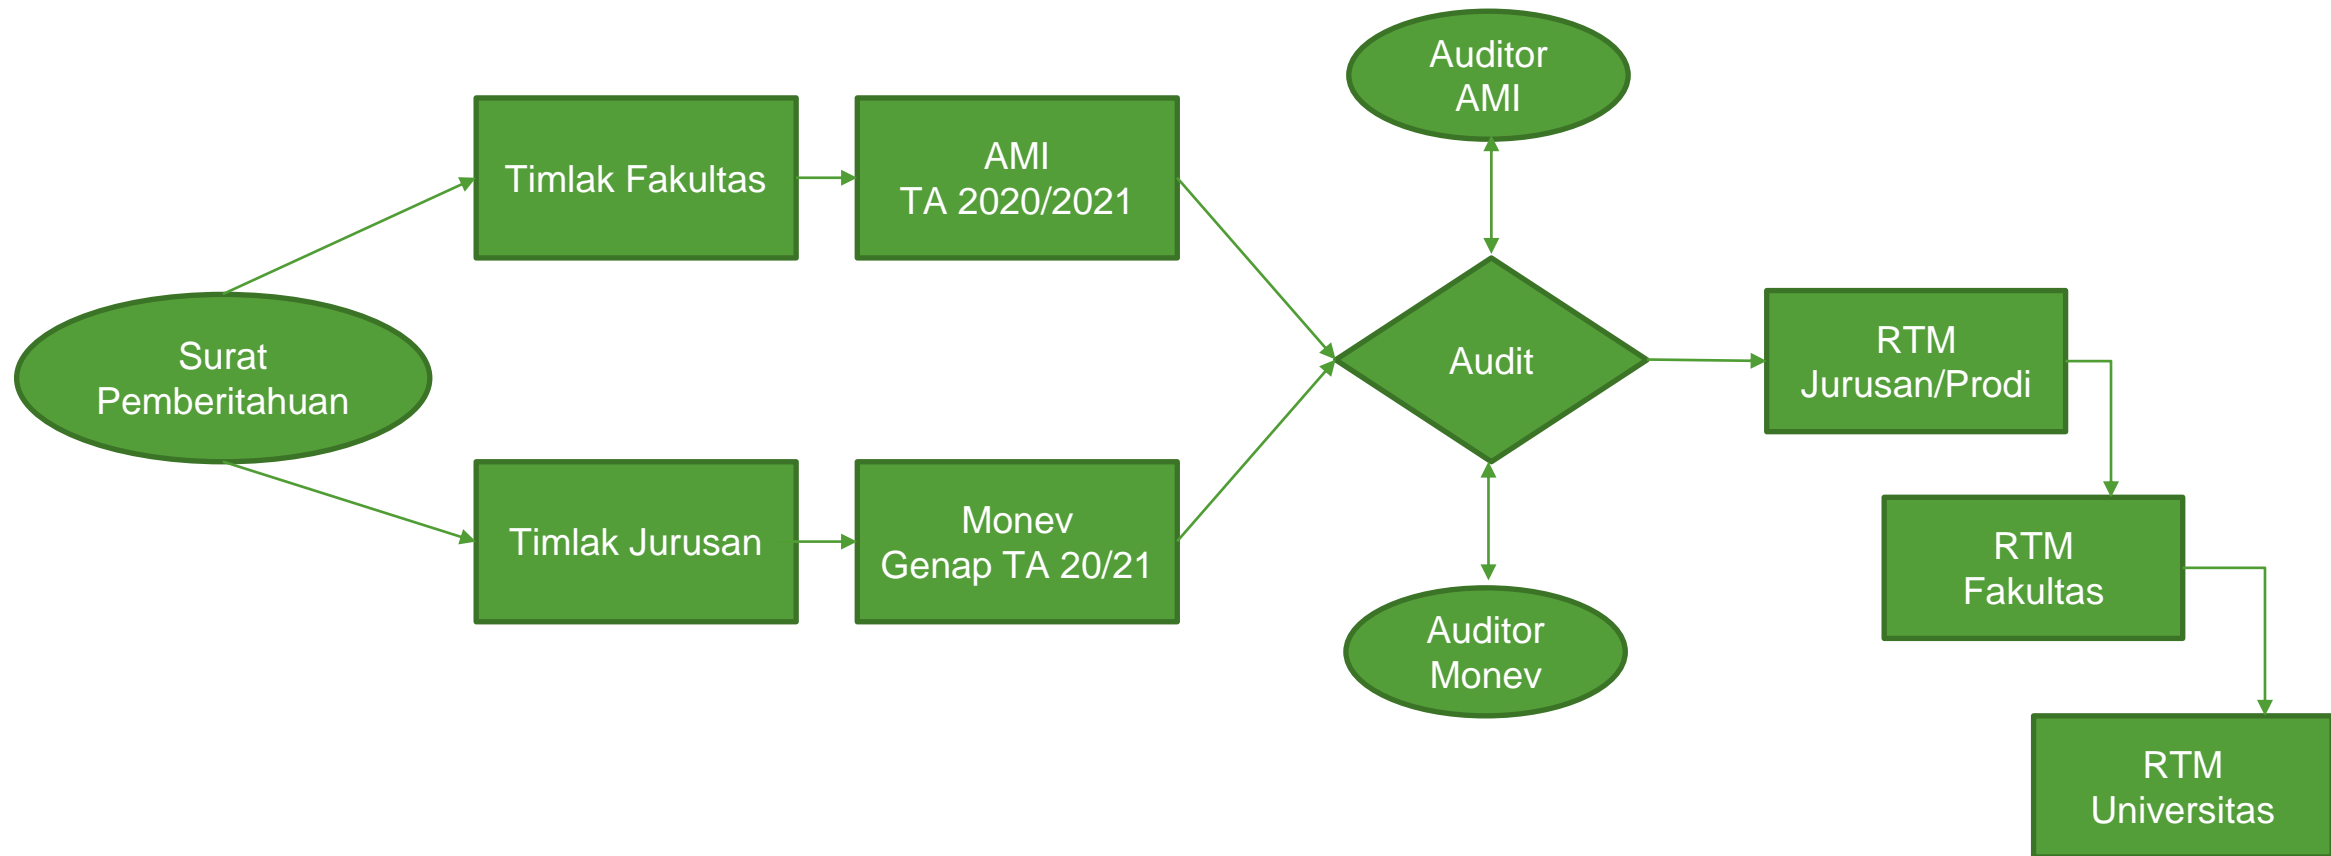 Surat
Pemberitahuan
Timlak Fakultas
AMI
TA 2020/2021
Timlak Jurusan
Monev
Genap TA 20/21
Auditor
AMI
Audit
Auditor
Monev
RTM
Jurusan/Prodi
RTM
Fakultas
RTM
Universitas